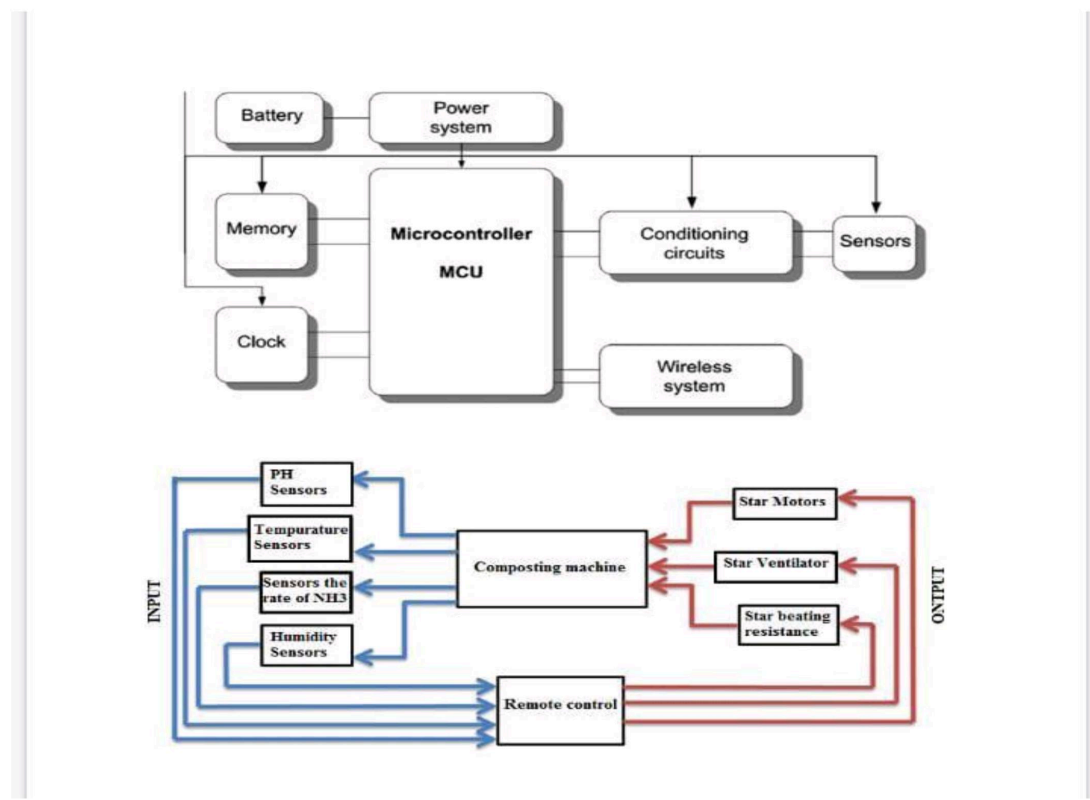 Battery
Power
system
Memory
Microcontroller
MCU
Conditioning
circuits
Sensors
Clock
Wireless
system
PH
Sensors
Tempurature
Sensors
Sensors the
rate of NH3
Humidity
Sensors
INPUT
Composting machine
Star Motors
Star Ventilator
Star beating
resistance
ONTPUT
Remote control